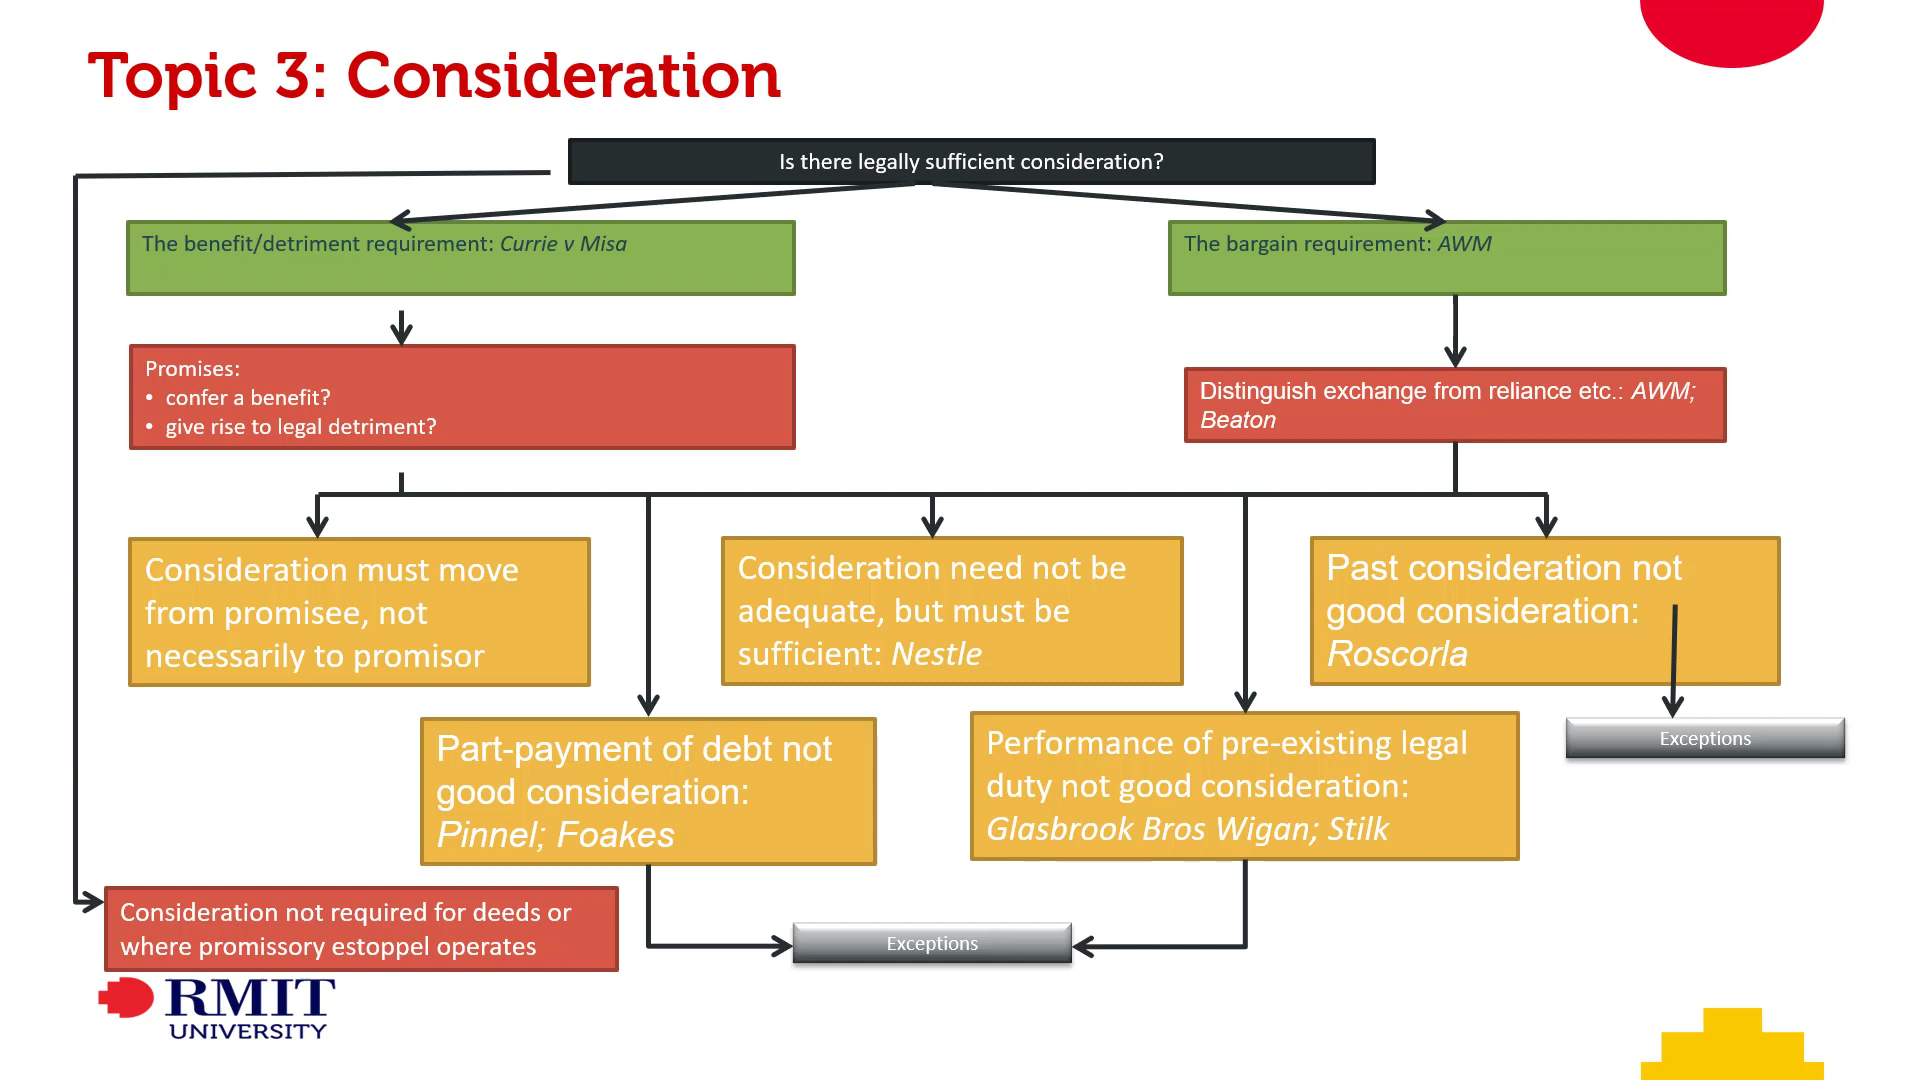 Topic 3: Consideration
Is there legally sufficient consideration?
The benefit/detriment requirement: Currie v Misa
The bargain requirement: AWM
Promises:
• confer a benefit?
• give rise to legal detriment?
Distinguish exchange from reliance etc.: AWM;
Beaton
Consideration must move
from promisee, not
necessarily to promisor
Consideration need not be
adequate, but must be
sufficient: Nestle
Past consideration not
good consideration:
Roscorla
Part-payment of debt not
good consideration:
Pinnel; Foakes
Performance of pre-existing legal
duty not good consideration:
Glasbrook Bros Wigan; Stilk
Exceptions
Consideration not required for deeds or
where promissory estoppel operates
Exceptions
RMIT
UNIVERSITY